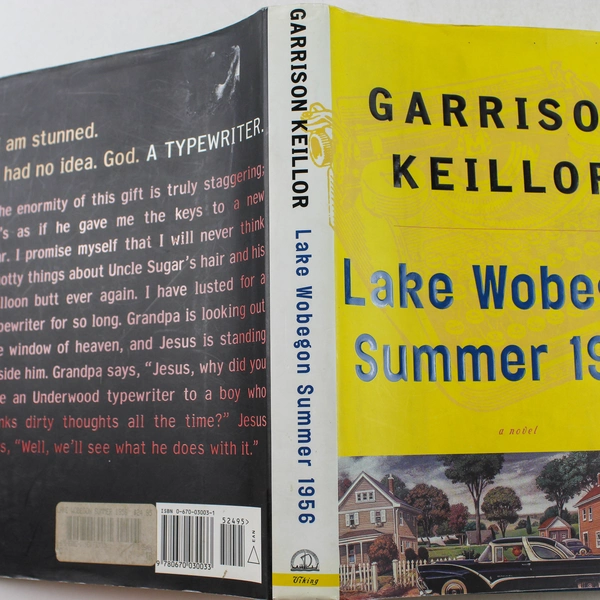 I am stunned.
had no idea. God. A TYPEWRITER.
he enormity of this gift is truly staggering;
's as if he gave me the keys to a new
ar. I promise myself that I will never think
potty things about Uncle Sugar's hair and his
lloon butt ever again. I have lusted for a
pewriter for so long. Grandpa is looking out
e window of heaven, and Jesus is standing
side him. Grandpa says, "Jesus, why did you
e an Underwood typewriter to a boy who
nks dirty thoughts all the time?" Jesus
s, "Well, we'll see what he does with it."
ISBN 0-670-03003-1
52495>
EAN
9 780670 030033
GARRISON KEILLOR Lake Wobegon Summer 1956
Viking
GARRISO
KEILLOR
Lake Wobeg
Summer 19
a novel